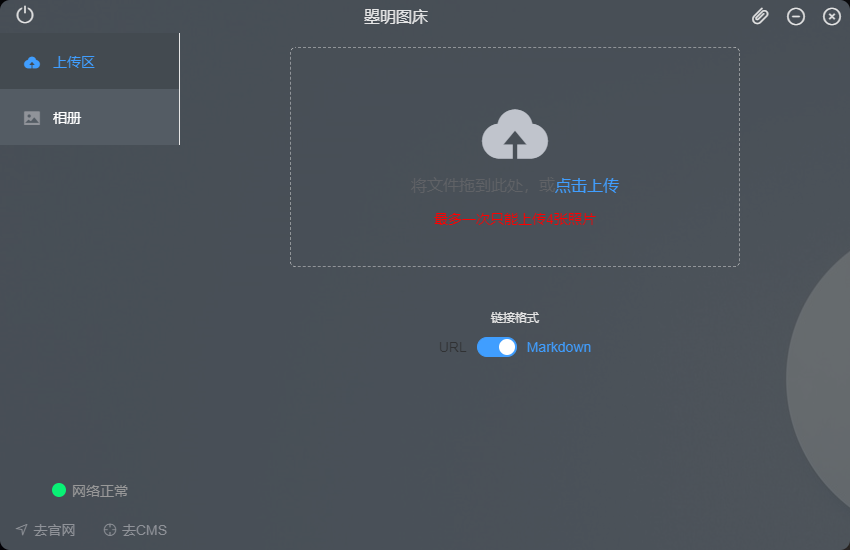 曌明图床
上传区
相册
将文件拖到此处，或点击上传
链接格式
URL Markdown
网络正常
去官网 去CMS